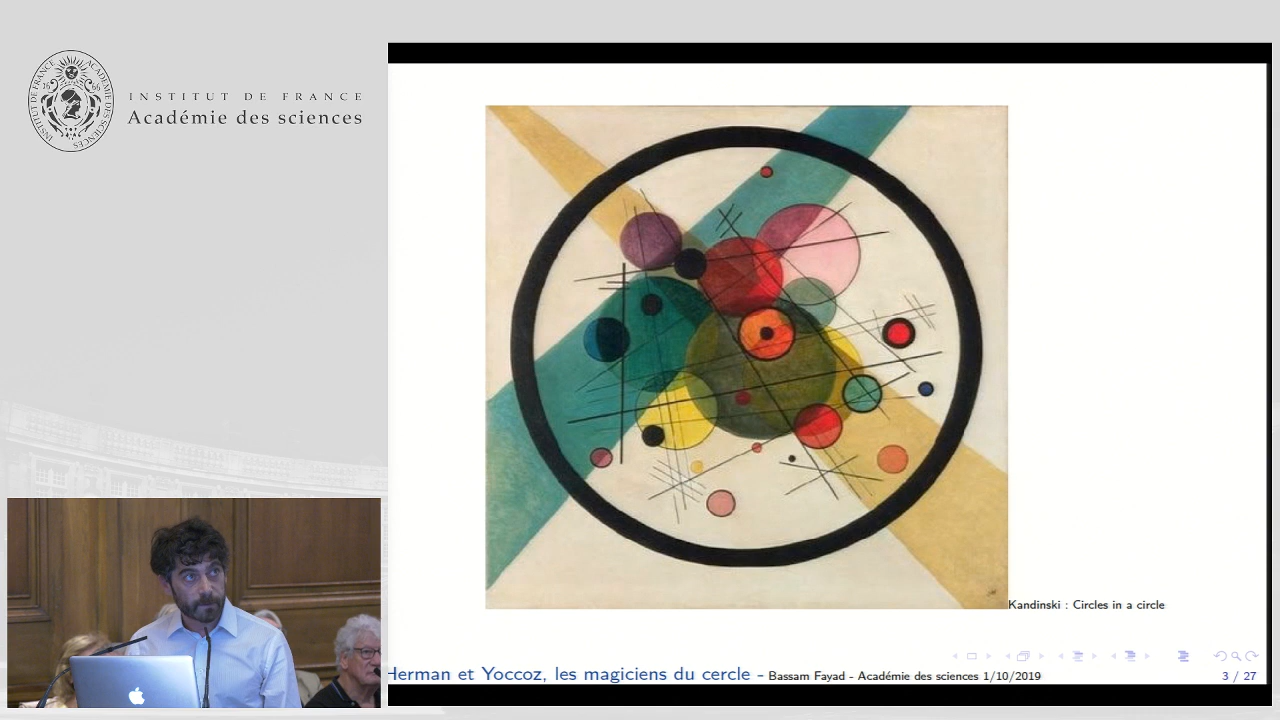 INSTITUT DE FRANCE
Académie des sciences
Kandinski : Circles in a circle
Herman et Yoccoz, les magiciens du cercle - Bassam Fayad - Académie des sciences 1/10/2019
3 / 27